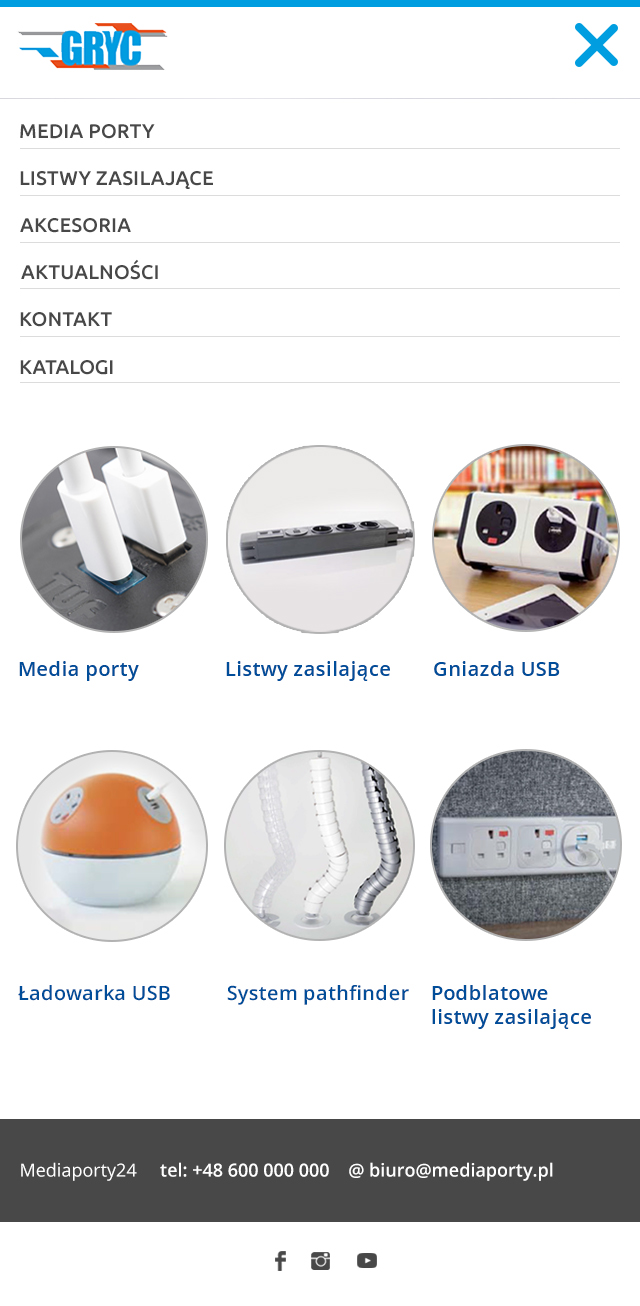 GRYC
MEDIA PORTY
LISTWY ZASILAJĄCE
AKCESORIA
AKTUALNOŚCI
KONTAKT
KATALOGI
Media porty
Listwy zasilające
Gniazda USB
Ładowarka USB
System pathfinder
Podblatowe
listwy zasilające
Mediaporty24 tel: +48 600 000 000 @ biuro@mediaporty.pl